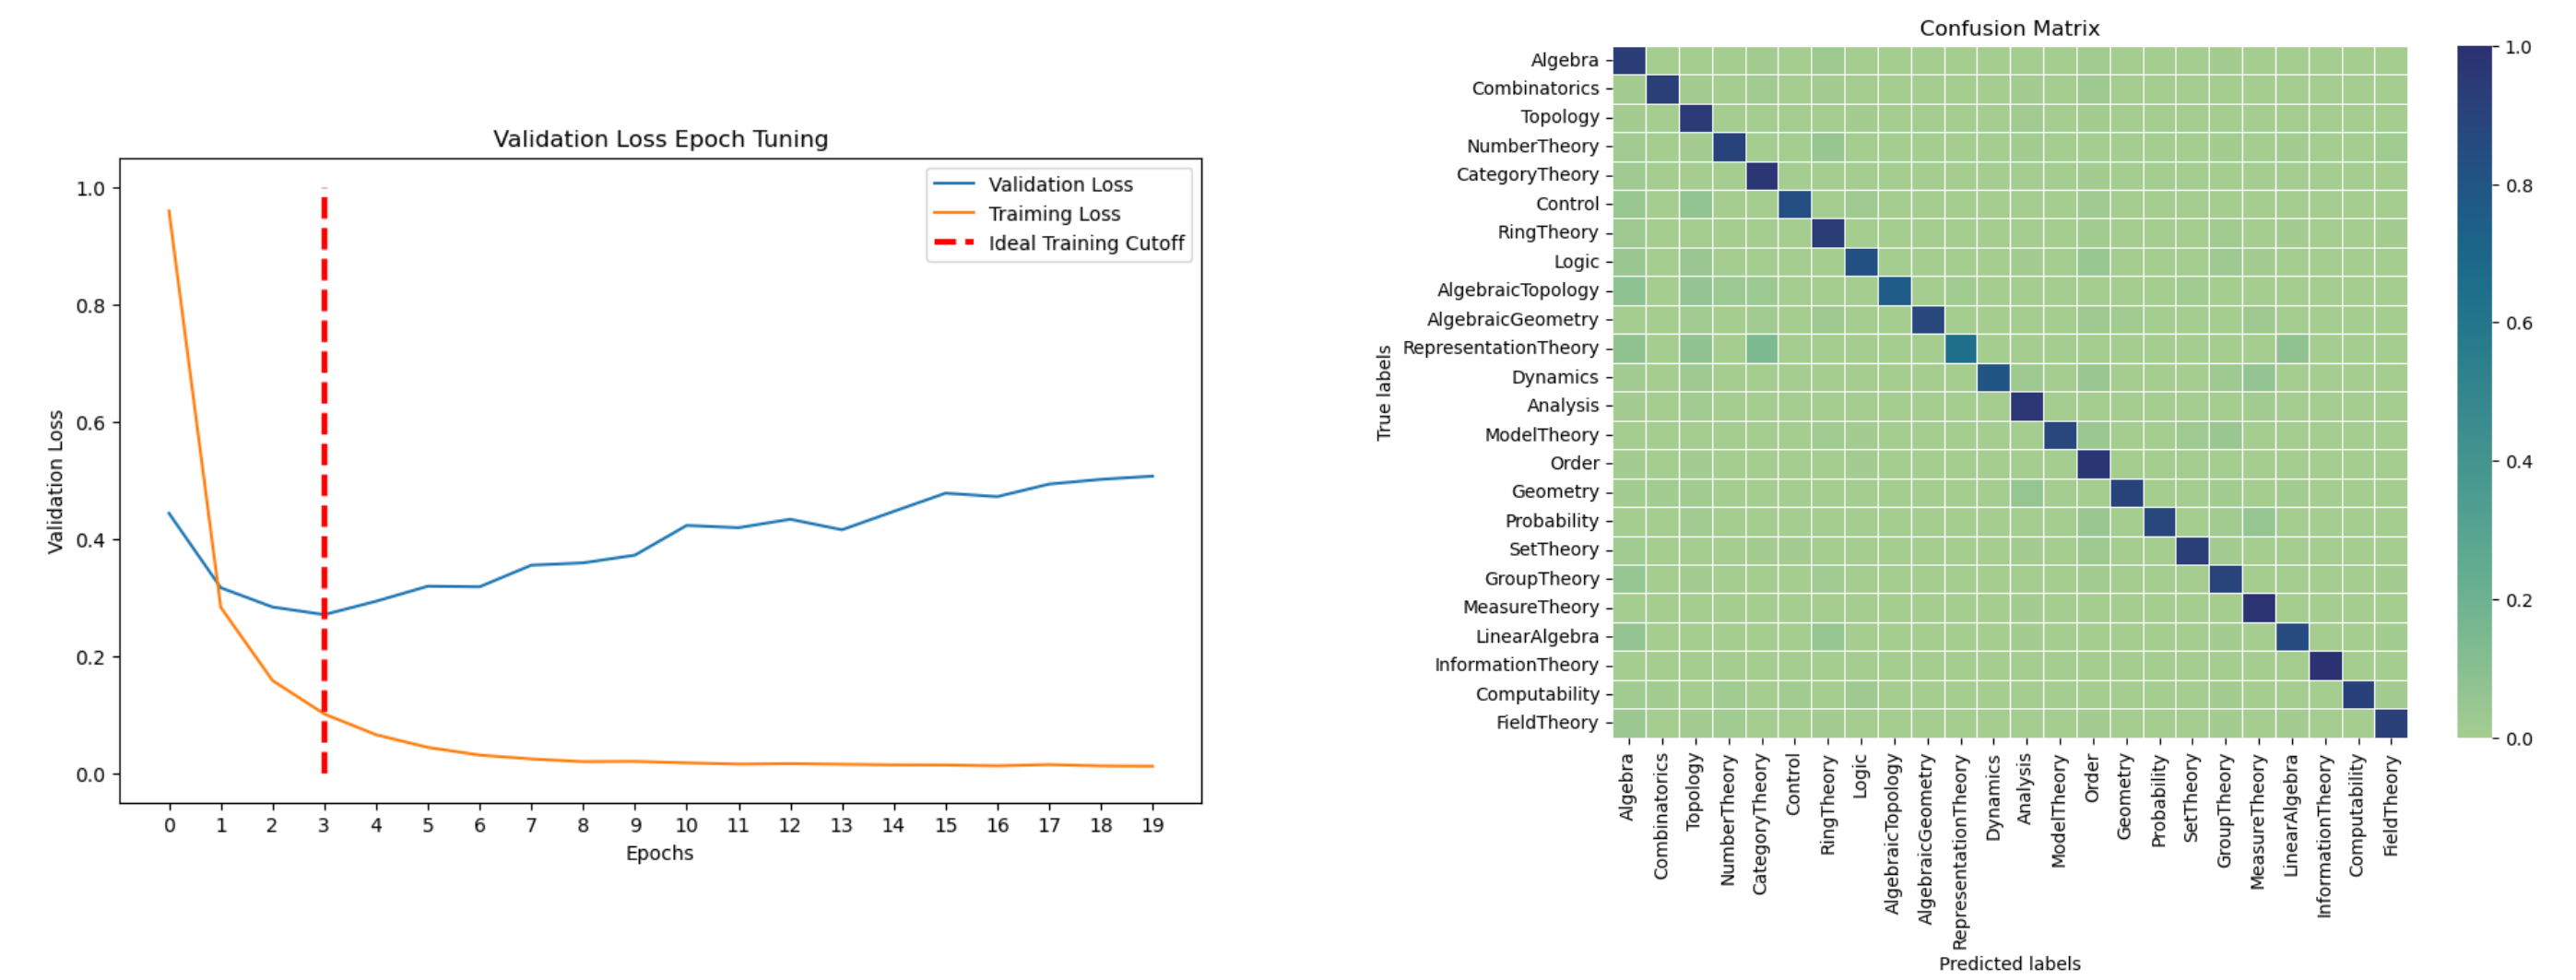 Validation Loss Epoch Tuning
Validation Loss
Traiming Loss
Ideal Training Cutoff
1.0
0.8
0.6
0.4
0.2
0.0
Validation Loss
0 1 2 3 4 5 6 7 8 9 10 11 12 13 14 15 16 17 18 19
Epochs
Confusion Matrix
True labels
Algebra
Combinatorics
Topology
NumberTheory
CategoryTheory
Control
RingTheory
Logic
AlgebraicTopology
AlgebraicGeometry
RepresentationTheory
Dynamics
Analysis
ModelTheory
Order
Geometry
Probability
SetTheory
GroupTheory
MeasureTheory
LinearAlgebra
InformationTheory
Computability
FieldTheory
Algebra
Combinatorics
Topology
NumberTheory
CategoryTheory
Control
RingTheory
Logic
AlgebraicTopology
AlgebraicGeometry
RepresentationTheory
Dynamics
Analysis
ModelTheory
Order
Geometry
Probability
SetTheory
GroupTheory
MeasureTheory
LinearAlgebra
InformationTheory
Computability
FieldTheory
Predicted labels
1.0
0.8
0.6
0.4
0.2
0.0